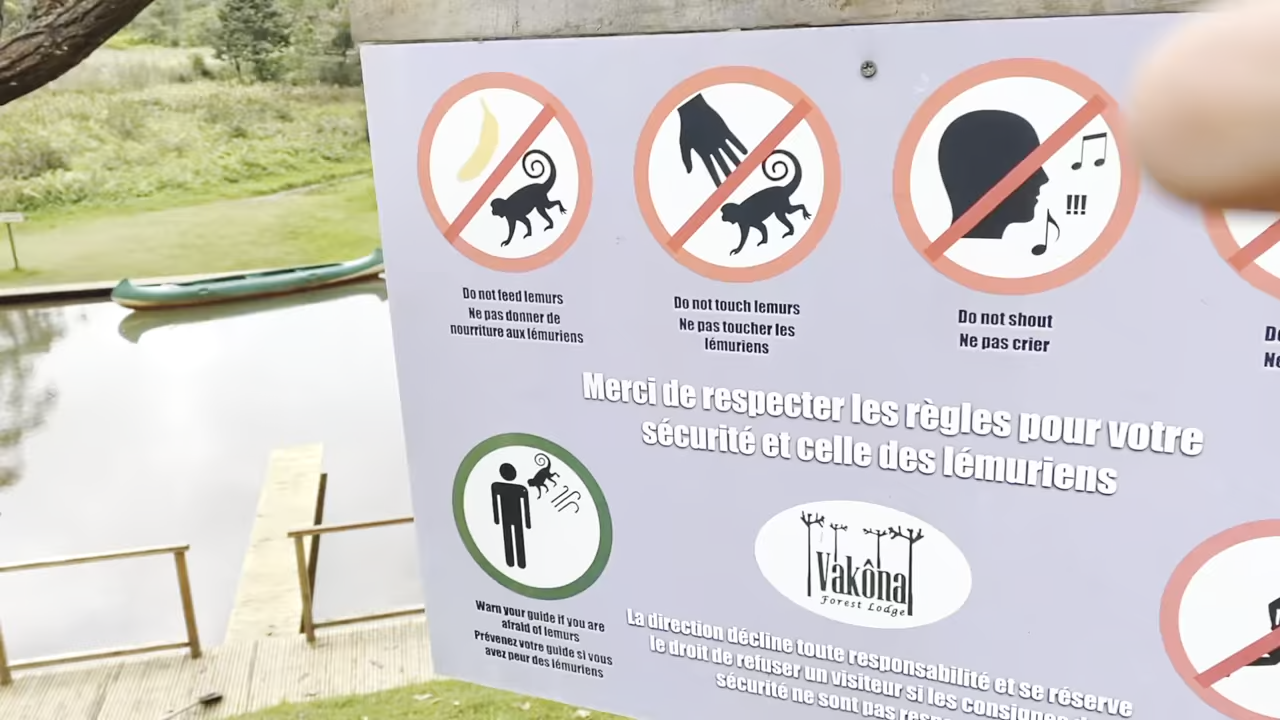 !!!
Do not feed lemurs
Ne pas donner de
nourriture aux lémuriens
Do not touch lemurs
Ne pas toucher les
lémuriens
Do not shout
Ne pas crier
Merci de respecter les règles pour votre
sécurité et celle des lémuriens
Vakôna
Forest Lodge
Warn your guide if you are
afraid of lemurs
Prévenez votre guide si vous
avez peur des lémuriens
La direction décline toute responsabilité et se réserve
le droit de refuser un visiteur si les
sécurité ne sont pas